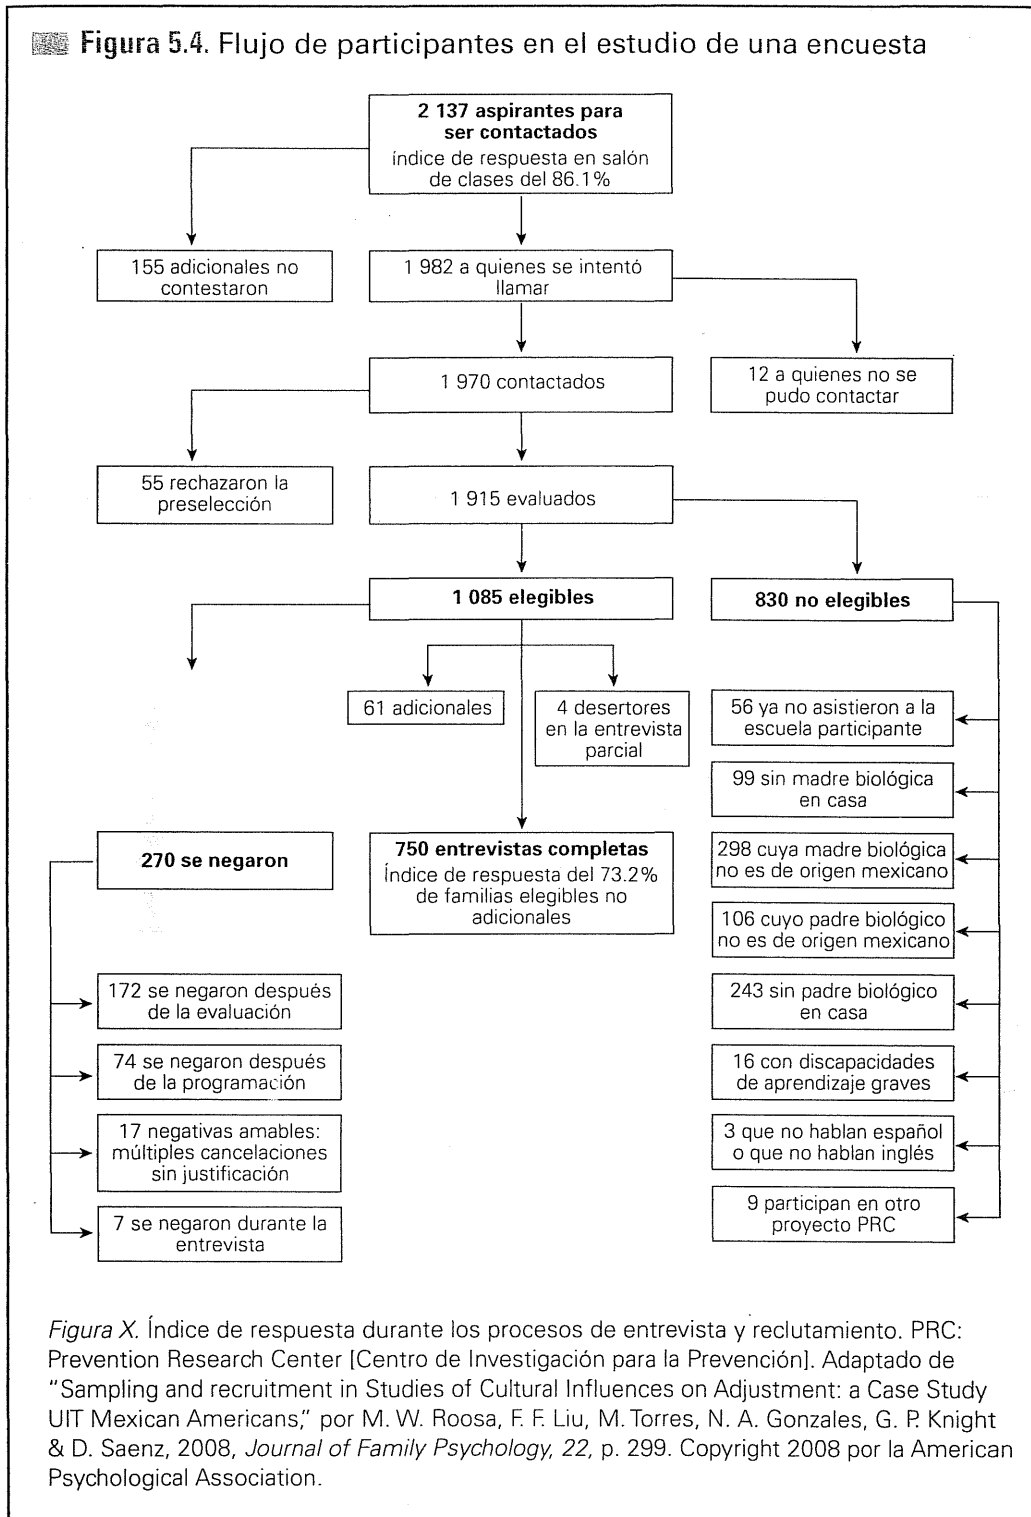 Figura 5.4. Flujo de participantes en el estudio de una encuesta
2 137 aspirantes para
ser contactados
índice de respuesta en salón
de clases del 86.1%
155 adicionales no
contestaron
1 982 a quienes se intentó
llamar
1 970 contactados
12 a quienes no se
pudo contactar
55 rechazaron la
preselección
1 915 evaluados
1 085 elegibles
830 no elegibles
61 adicionales
4 desertores
en la entrevista
parcial
56 ya no asistieron a la
escuela participante
99 sin madre biológica
en casa
270 se negaron
750 entrevistas completas
Índice de respuesta del 73.2%
de familias elegibles no
adicionales
298 cuya madre biológica
no es de origen mexicano
106 cuyo padre biológico
no es de origen mexicano
172 se negaron después
de la evaluación
243 sin padre biológico
en casa
74 se negaron después
de la programación
16 con discapacidades
de aprendizaje graves
17 negativas amables:
múltiples cancelaciones
sin justificación
3 que no hablan español
o que no hablan inglés
7 se negaron durante la
entrevista
9 participan en otro
proyecto PRC
Figura X. Índice de respuesta durante los procesos de entrevista y reclutamiento. PRC:
Prevention Research Center [Centro de Investigación para la Prevención]. Adaptado de
"Sampling and recruitment in Studies of Cultural Influences on Adjustment: a Case Study
UIT Mexican Americans," por M. W. Roosa, F. F. Liu, M. Torres, N. A. Gonzales, G. P. Knight
& D. Saenz, 2008, Journal of Family Psychology, 22, p. 299. Copyright 2008 por la American
Psychological Association.